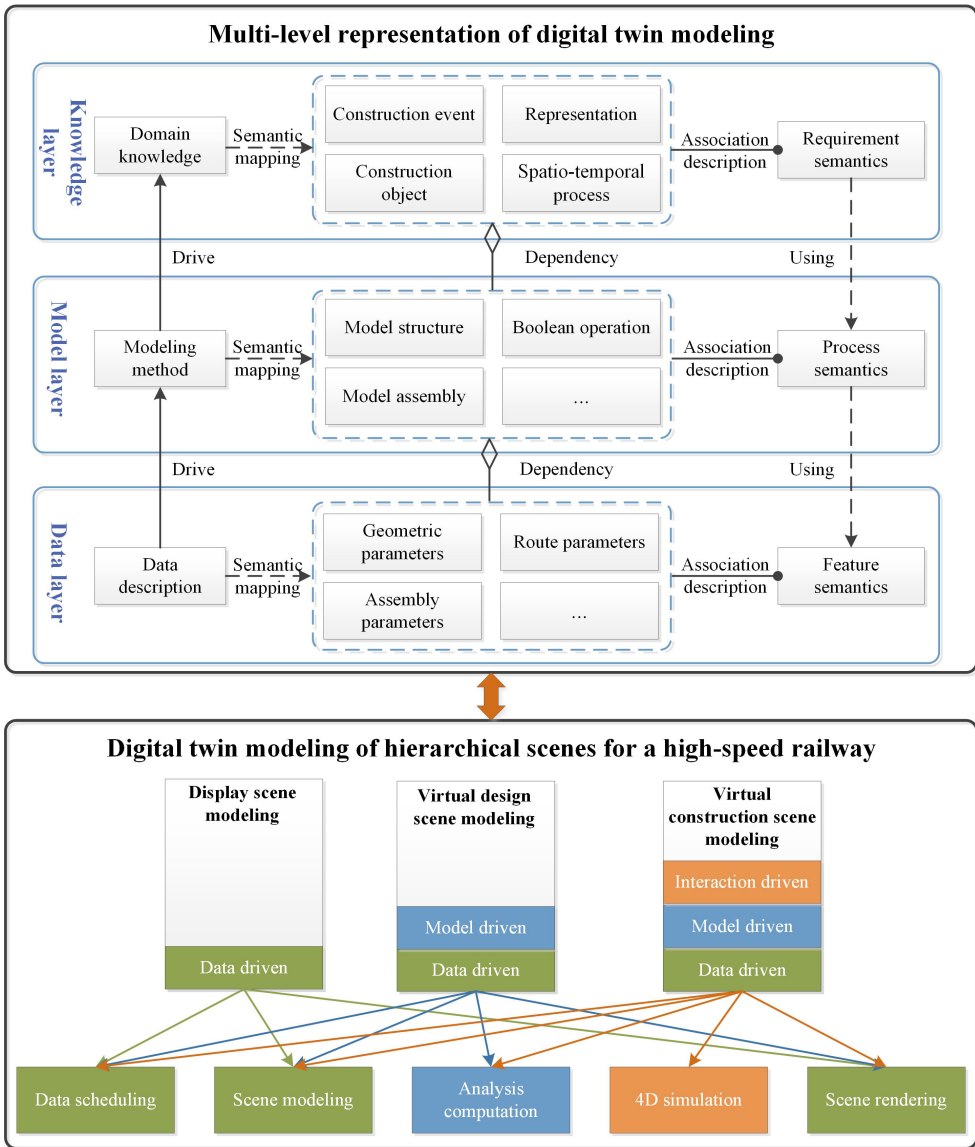 Multi-level representation of digital twin modeling
Knowledge
layer
Domain
knowledge
Semantic
mapping
Construction event
Representation
Construction
object
Spatio-temporal
process
Association
description
Requirement
semantics
Drive
Dependency
Using
Model layer
Modeling
method
Semantic
mapping
Model structure
Boolean operation
Model assembly
...
Association
description
Process
semantics
Drive
Dependency
Using
Data layer
Data
description
Semantic
mapping
Geometric
parameters
Route parameters
Assembly
parameters
...
Association
description
Feature
semantics
Digital twin modeling of hierarchical scenes for a high-speed railway
Display scene
modeling
Data driven
Virtual design
scene modeling
Model driven
Data driven
Virtual
construction scene
modeling
Interaction driven
Model driven
Data driven
Data scheduling
Scene modeling
Analysis
computation
4D simulation
Scene rendering